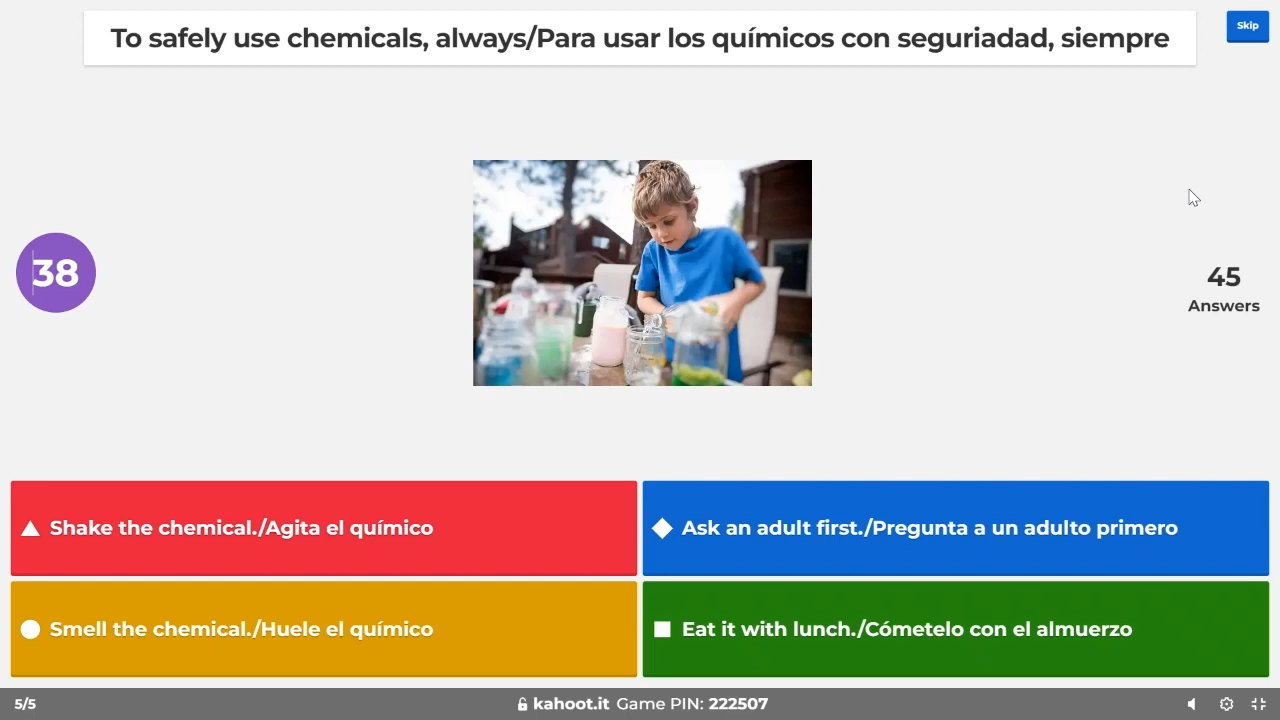 To safely use chemicals, always/Para usar los químicos con seguriadad, siempre
Skip
38
45
Answers
Shake the chemical./Agita el químico
Ask an adult first./Pregunta a un adulto primero
Smell the chemical./Huele el químico
Eat it with lunch./Cómetelo con el almuerzo
5/5
kahoot.it Game PIN: 222507